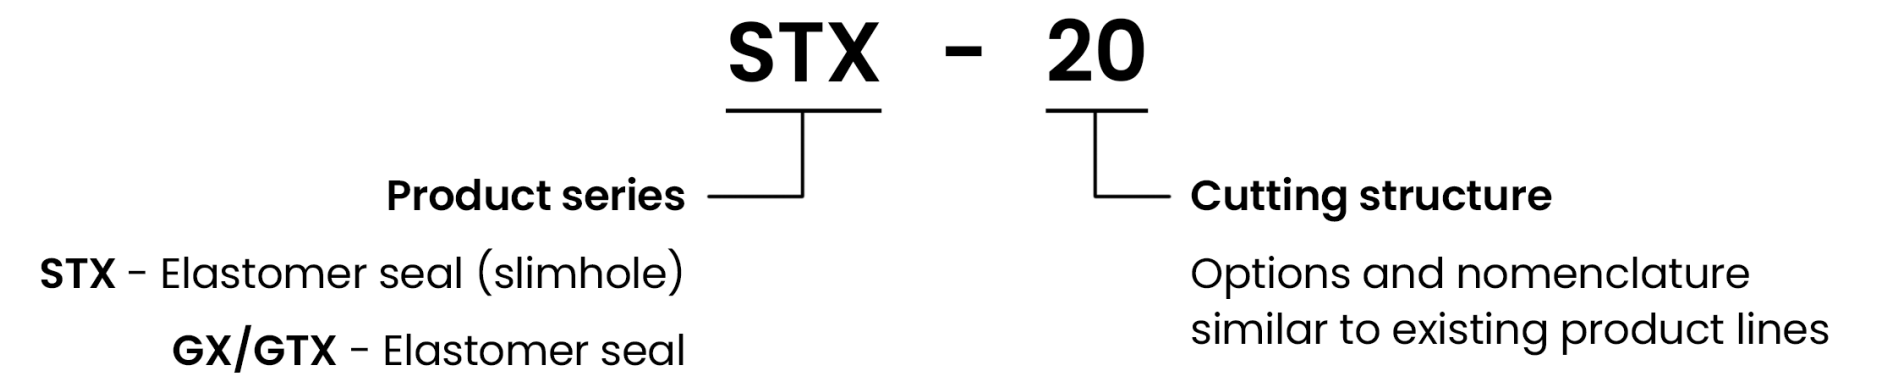 STX - 20
Product series
STX - Elastomer seal (slimhole)
GX/GTX - Elastomer seal
Cutting structure
Options and nomenclature
similar to existing product lines